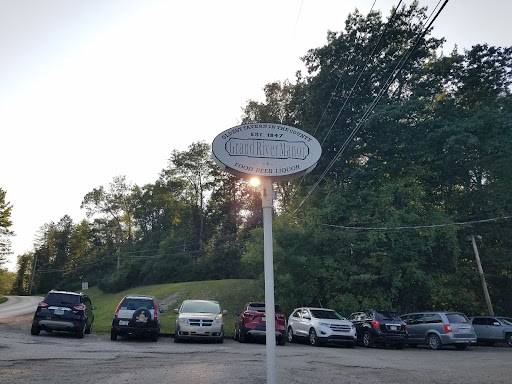 OLDEST TAVERN IN THE COUNTY
EST. 1847
Grand River Manor
FOOD BEER LIQUOR